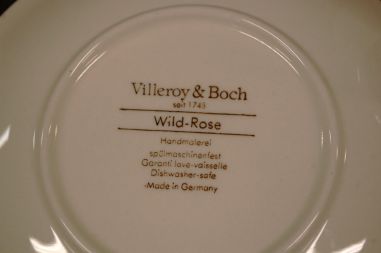 Villeroy & Boch
seit 1748
Wild-Rose
Handmalerei
spülmaschinenfest
Garanti lave-vaisselle
Dishwasher-safe
Made in Germany